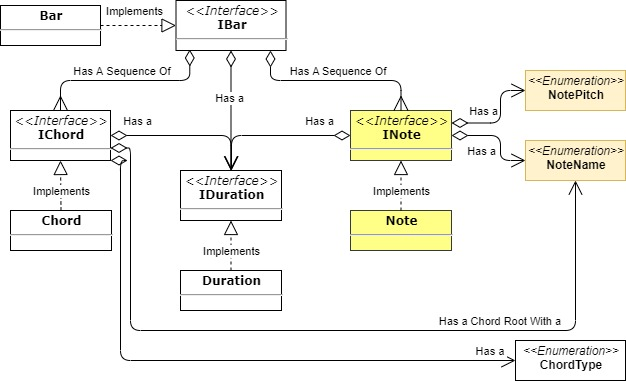 Bar
Implements
<<Interface>>
IBar
Has A Sequence Of
Has A Sequence Of
Has a
<<Interface>>
IChord
Has a
Has a
<<Interface>>
INote
Has a
<<Enumeration>>
NotePitch
Has a
<<Enumeration>>
NoteName
Implements
<<Interface>>
IDuration
Implements
Chord
Implements
Note
Duration
Has a Chord Root With a
Has a
<<Enumeration>>
ChordType